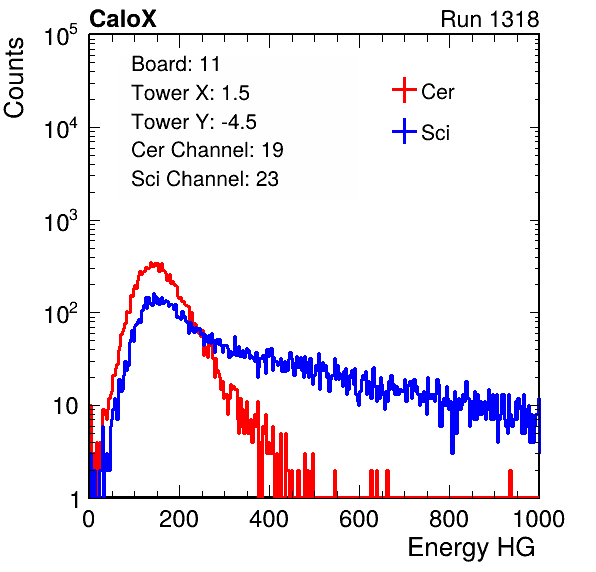 CaloX Run 1318
Counts
10^5
10^4
10^3
10^2
10
1
Board: 11
Tower X: 1.5
Tower Y: -4.5
Cer Channel: 19
Sci Channel: 23
Cer
Sci
0 200 400 600 800 1000
Energy HG